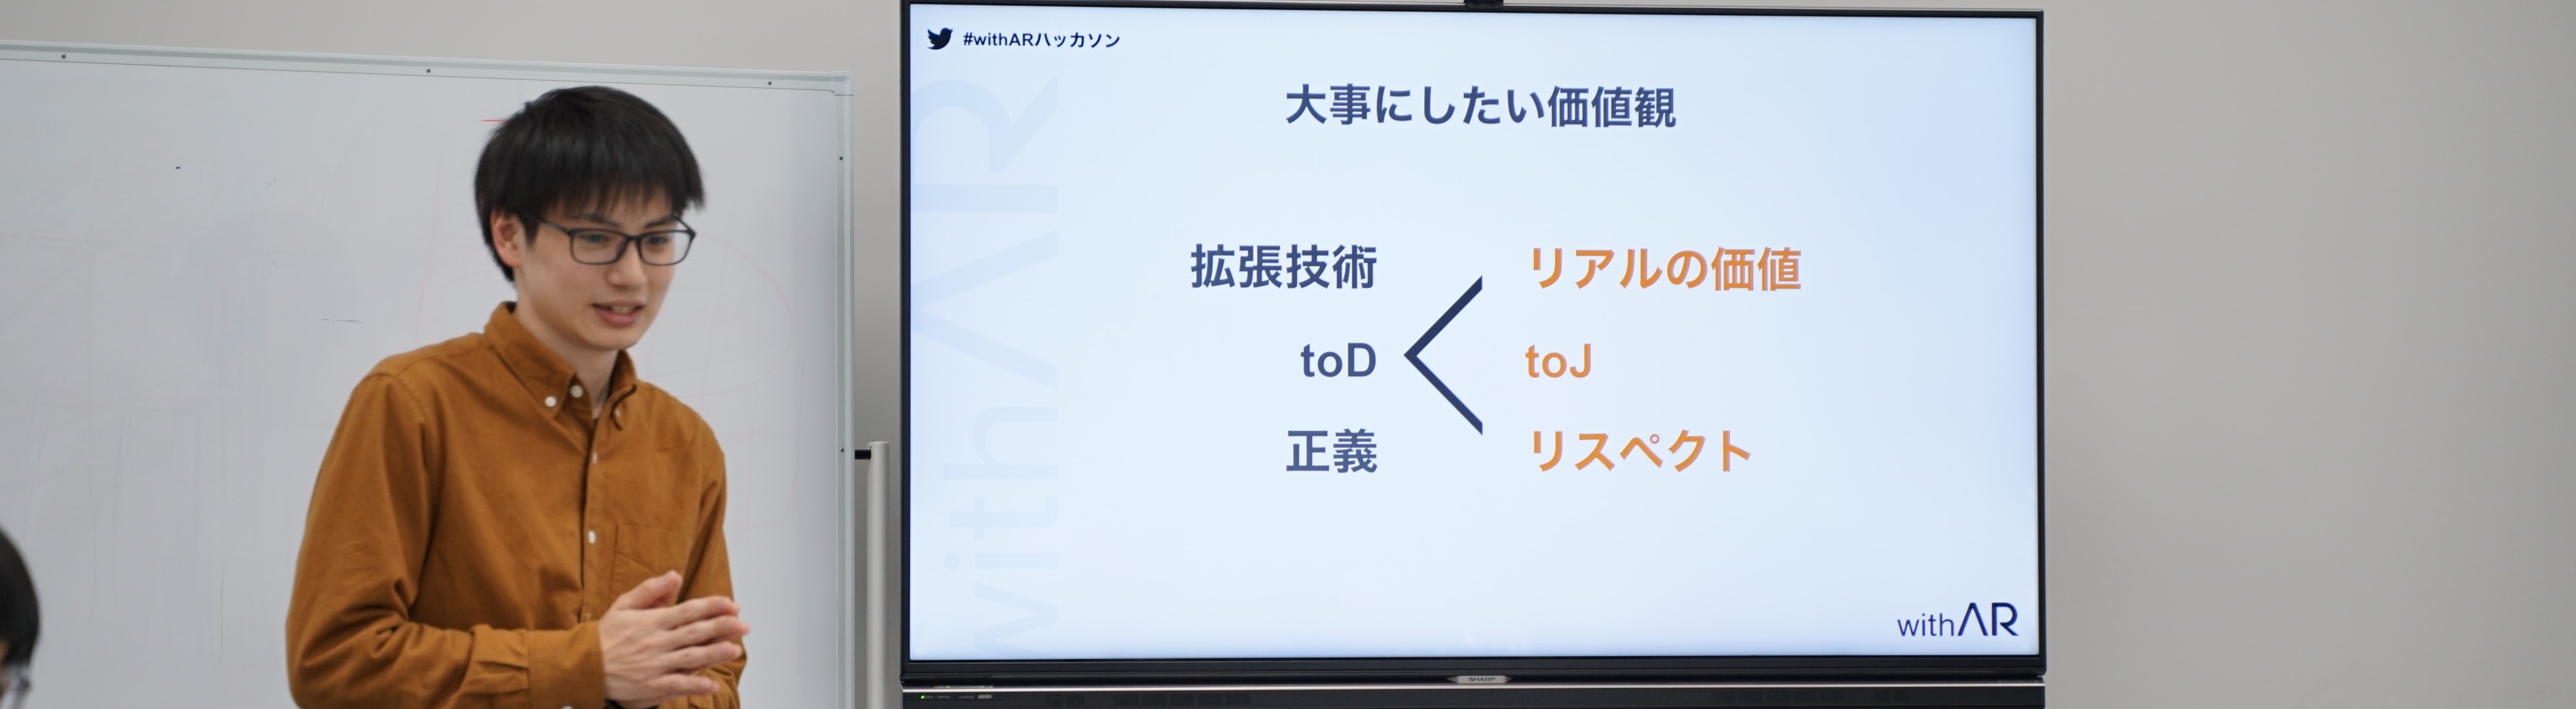 #withARハッカソン
大事にしたい価値観
拡張技術 リアルの価値
toD < toJ
正義 リスペクト
withAR
withAR
SHARP